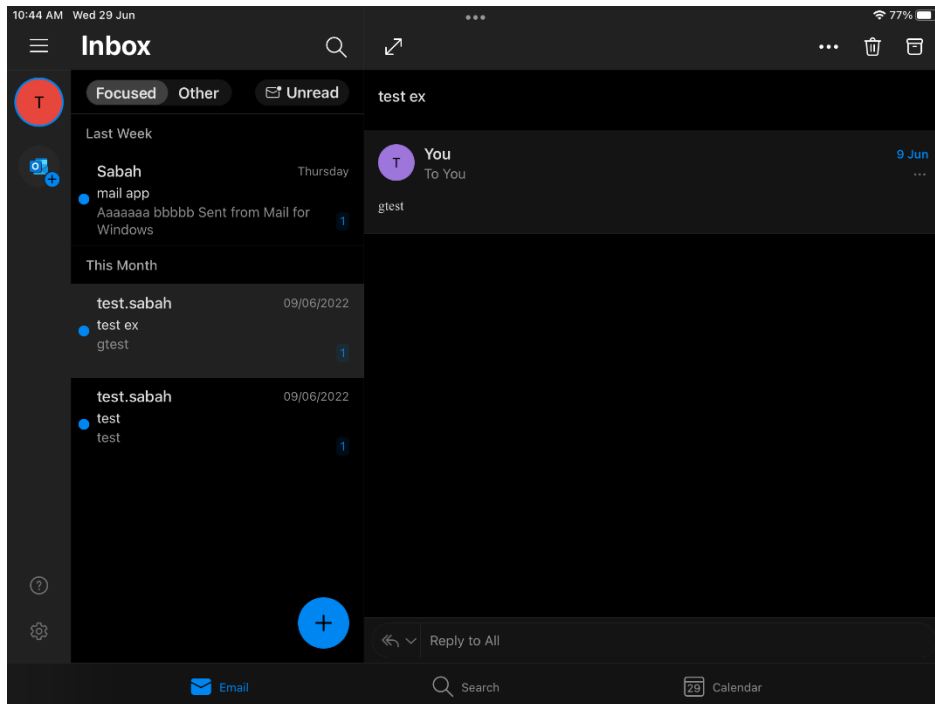 10:44 AM Wed 29 Jun
77%
Inbox
Focused Other Unread
Last Week
Sabah Thursday
mail app
Aaaaaaa bbbbb Sent from Mail for
Windows
1
This Month
test.sabah 09/06/2022
test ex
gtest
1
test.sabah 09/06/2022
test
test
1
T
test ex
T
You 9 Jun
To You
gtest
Reply to All
Email
Search
29 Calendar